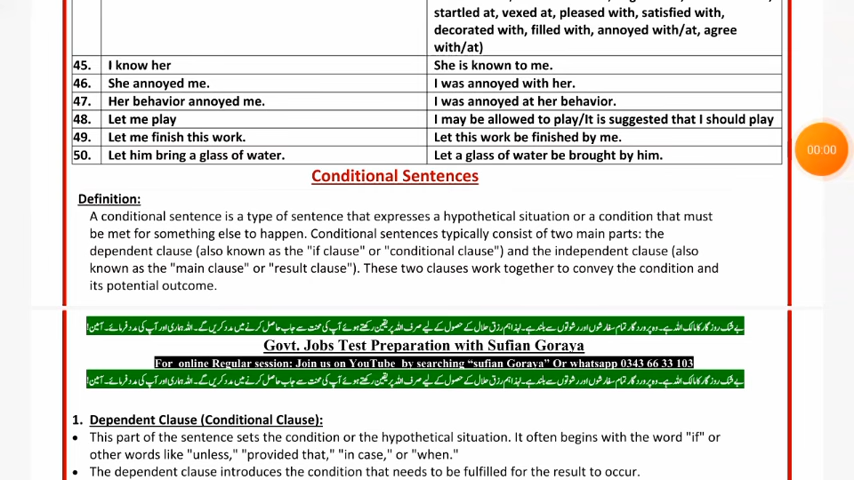 startled at, vexed at, pleased with, satisfied with,
decorated with, filled with, annoyed with/at, agree
with/at)
45. I know her She is known to me.
46. She annoyed me. I was annoyed with her.
47. Her behavior annoyed me. I was annoyed at her behavior.
48. Let me play I may be allowed to play/It is suggested that I should play
49. Let me finish this work. Let this work be finished by me.
50. Let him bring a glass of water. Let a glass of water be brought by him.
00:00
Conditional Sentences
Definition:
A conditional sentence is a type of sentence that expresses a hypothetical situation or a condition that must
be met for something else to happen. Conditional sentences typically consist of two main parts: the
dependent clause (also known as the "if clause" or "conditional clause") and the independent clause (also
known as the "main clause" or "result clause"). These two clauses work together to convey the condition and
its potential outcome.
Govt. Jobs Test Preparation with Sufian Goraya
For online Regular session: Join us on YouTube by searching “sufian Goraya” Or whatsapp 0343 66 33 103
1. Dependent Clause (Conditional Clause):
• This part of the sentence sets the condition or the hypothetical situation. It often begins with the word "if" or
other words like "unless," "provided that," "in case," or "when."
• The dependent clause introduces the condition that needs to be fulfilled for the result to occur.